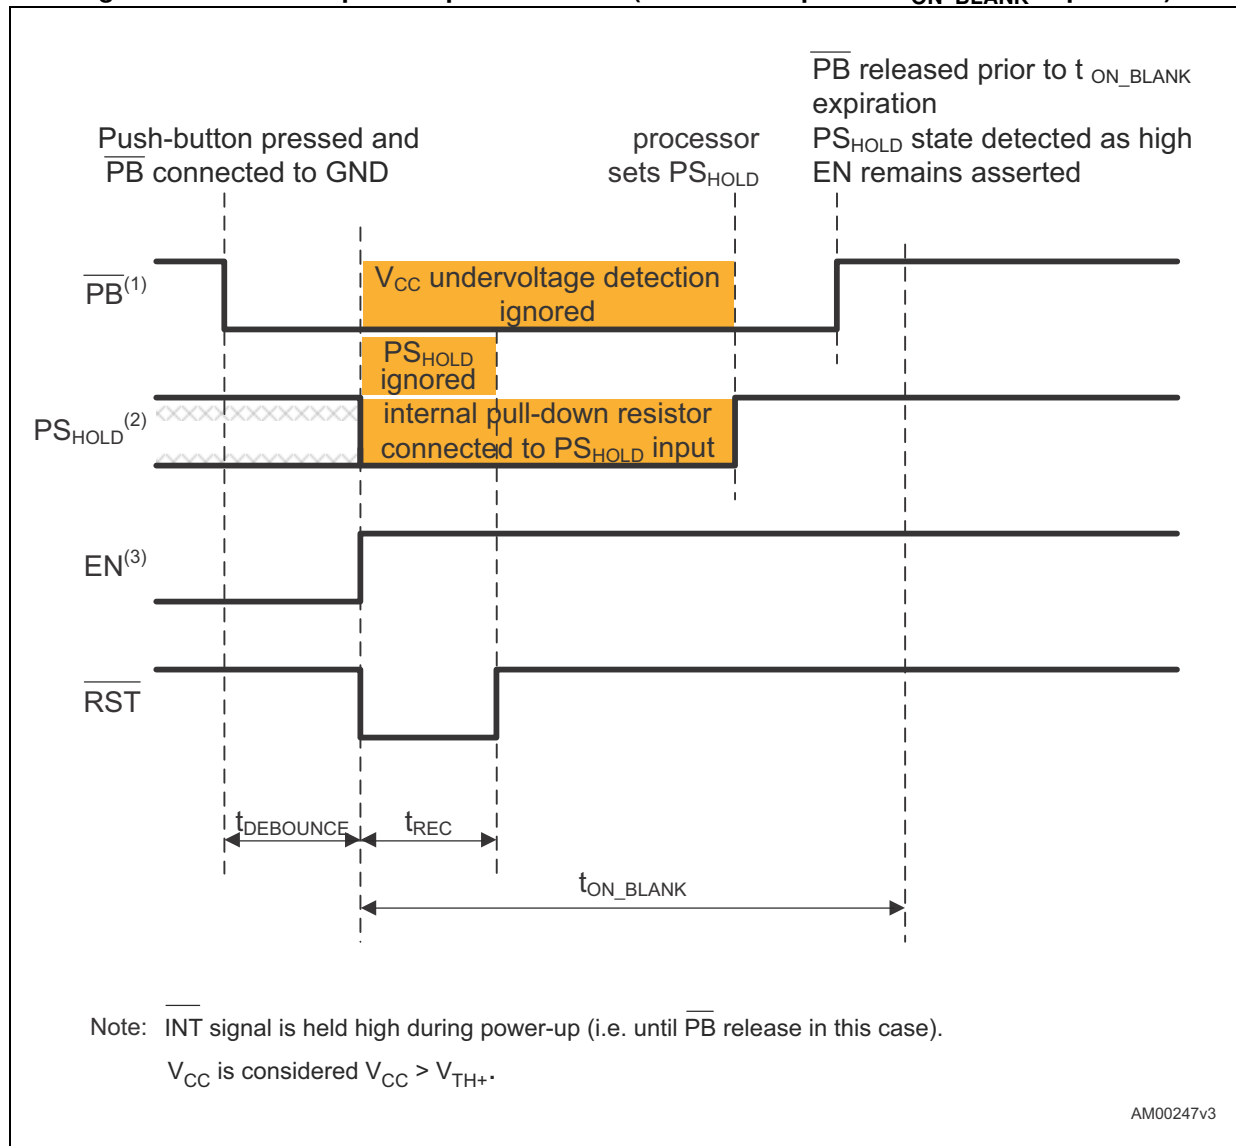 PB released prior to t ON_BLANK
expiration
PSHOLD state detected as high
EN remains asserted
Push-button pressed and
PB connected to GND
processor
sets PSHOLD
PB(1)
VCC undervoltage detection
ignored
PSHOLD
ignored
PSHOLD(2)
internal pull-down resistor
connected to PSHOLD input
EN(3)
RST
tDEBOUNCE
tREC
tON_BLANK
Note: INT signal is held high during power-up (i.e. until PB release in this case).
VCC is considered VCC > VTH+.
AM00247v3